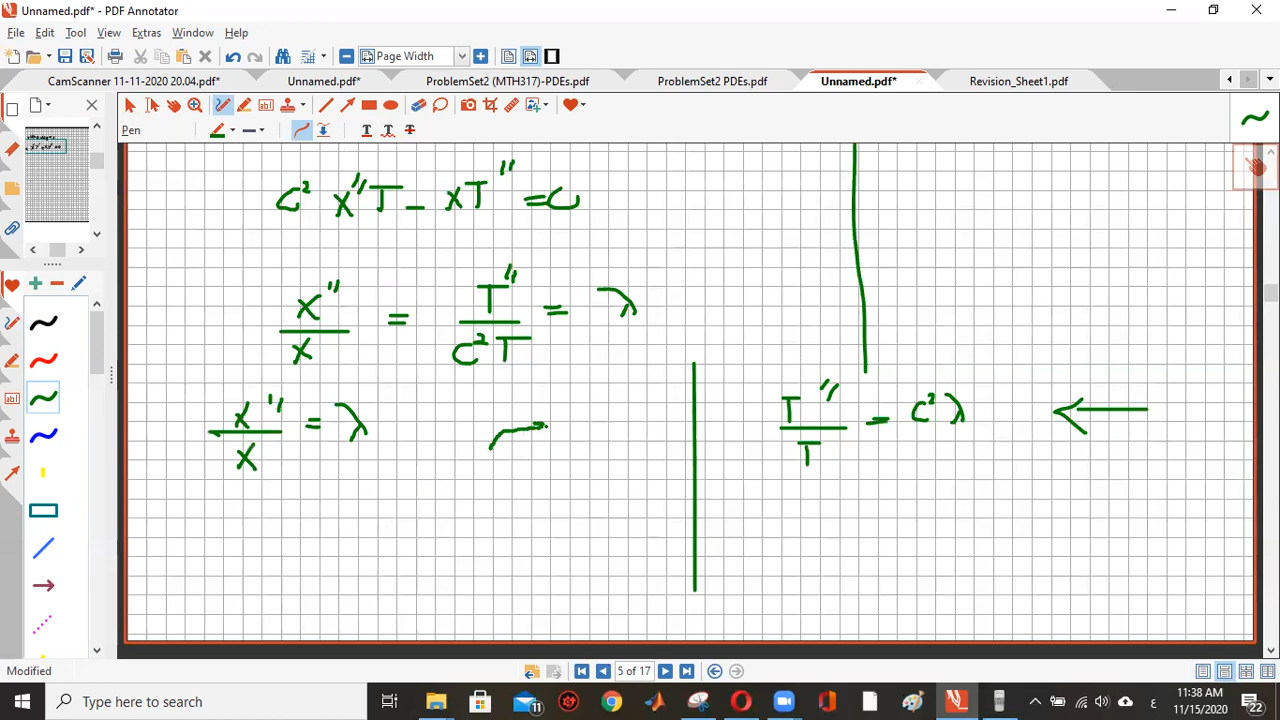 Unnamed.pdf* - PDF Annotator
File Edit Tool View Extras Window Help
Page Width
CamScanner 11-11-2020 20.04.pdf* Unnamed.pdf* ProblemSet2 (MTH317)-PDEs.pdf ProblemSet2 PDEs.pdf Unnamed.pdf* Revision_Sheet1.pdf
Pen
C² X''T - XT'' = C
X''/X = T''/C²T = λ
X''/X = λ
T''/T = C²λ
Modified
5 of 17
Type here to search
11
ع
11:38 AM
11/15/2020
22